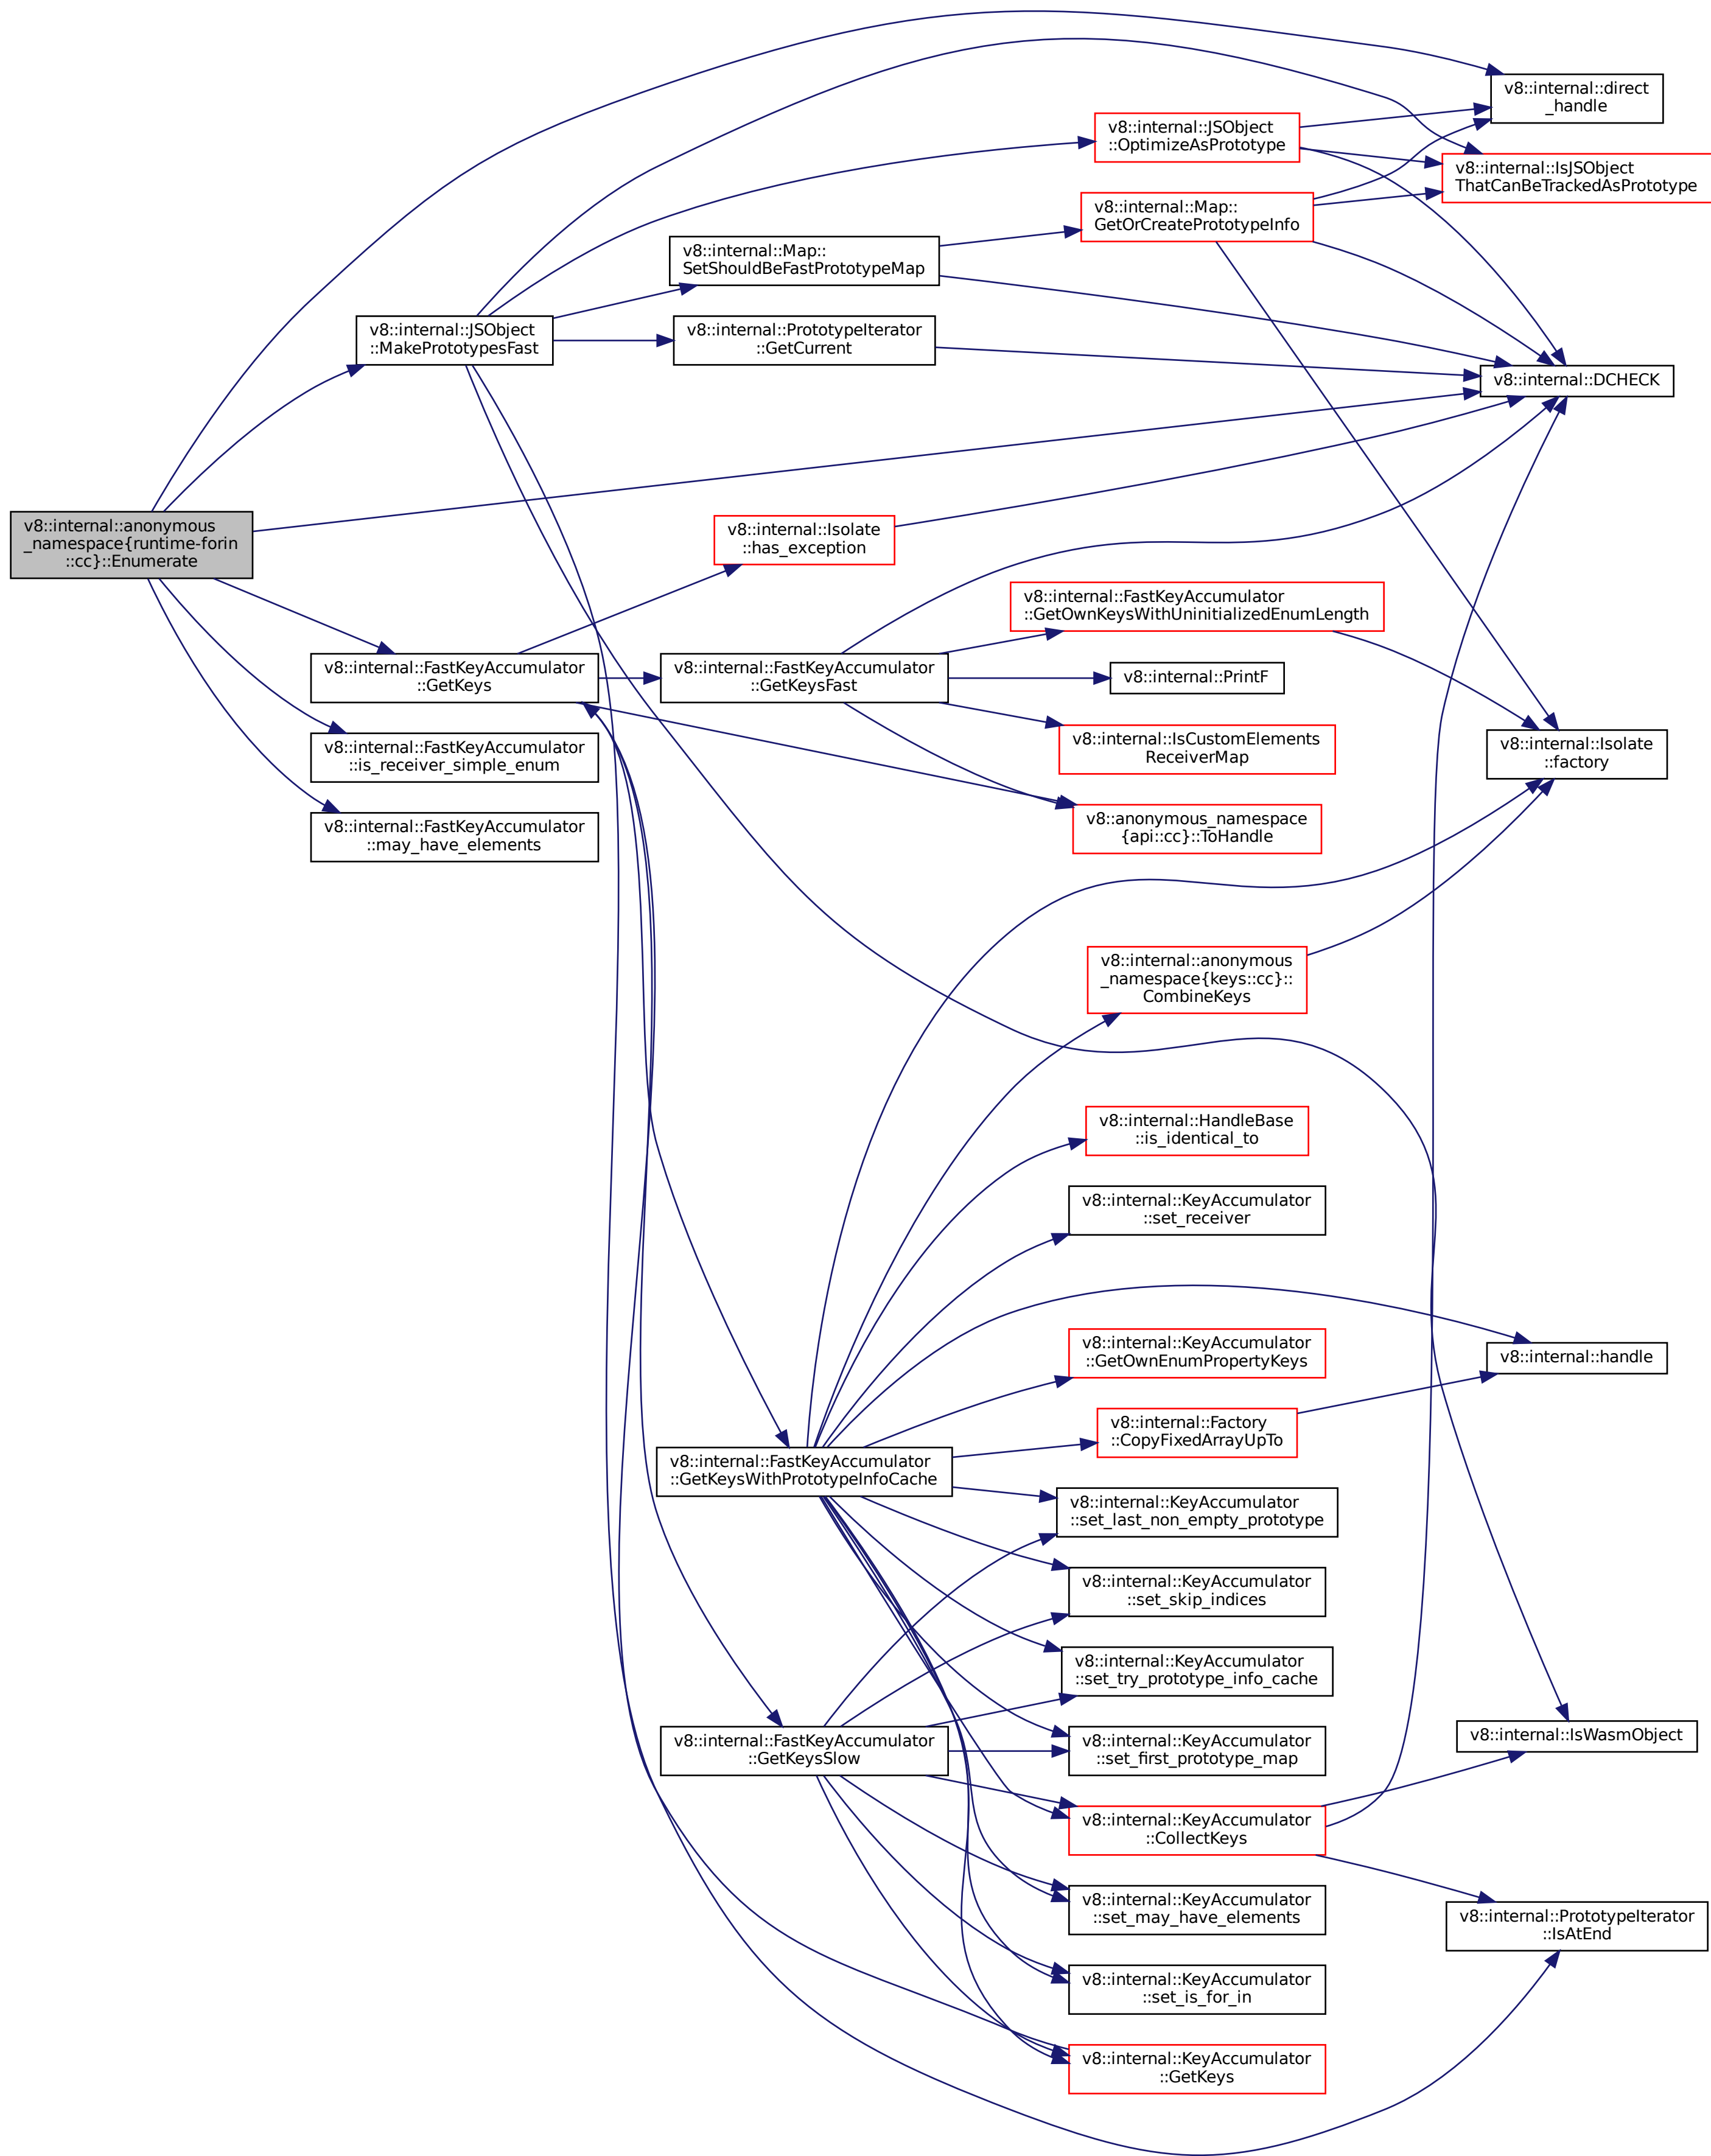 v8::internal::anonymous
_namespace{runtime-forin
::cc}::Enumerate
v8::internal::JSObject
::MakePrototypesFast
v8::internal::FastKeyAccumulator
::GetKeys
v8::internal::FastKeyAccumulator
::is_receiver_simple_enum
v8::internal::FastKeyAccumulator
::may_have_elements
v8::internal::Map::
SetShouldBeFastPrototypeMap
v8::internal::PrototypeIterator
::GetCurrent
v8::internal::Isolate
::has_exception
v8::internal::FastKeyAccumulator
::GetKeysFast
v8::internal::FastKeyAccumulator
::GetKeysWithPrototypeInfoCache
v8::internal::FastKeyAccumulator
::GetKeysSlow
v8::internal::JSObject
::OptimizeAsPrototype
v8::internal::Map::
GetOrCreatePrototypeInfo
v8::internal::FastKeyAccumulator
::GetOwnKeysWithUninitializedEnumLength
v8::internal::PrintF
v8::internal::IsCustomElements
ReceiverMap
v8::anonymous_namespace
{api::cc}::ToHandle
v8::internal::anonymous
_namespace{keys::cc}::
CombineKeys
v8::internal::HandleBase
::is_identical_to
v8::internal::KeyAccumulator
::set_receiver
v8::internal::KeyAccumulator
::GetOwnEnumPropertyKeys
v8::internal::Factory
::CopyFixedArrayUpTo
v8::internal::KeyAccumulator
::set_last_non_empty_prototype
v8::internal::KeyAccumulator
::set_skip_indices
v8::internal::KeyAccumulator
::set_try_prototype_info_cache
v8::internal::KeyAccumulator
::set_first_prototype_map
v8::internal::KeyAccumulator
::CollectKeys
v8::internal::KeyAccumulator
::set_may_have_elements
v8::internal::KeyAccumulator
::set_is_for_in
v8::internal::KeyAccumulator
::GetKeys
v8::internal::direct
_handle
v8::internal::IsJSObject
ThatCanBeTrackedAsPrototype
v8::internal::DCHECK
v8::internal::Isolate
::factory
v8::internal::handle
v8::internal::IsWasmObject
v8::internal::PrototypeIterator
::IsAtEnd